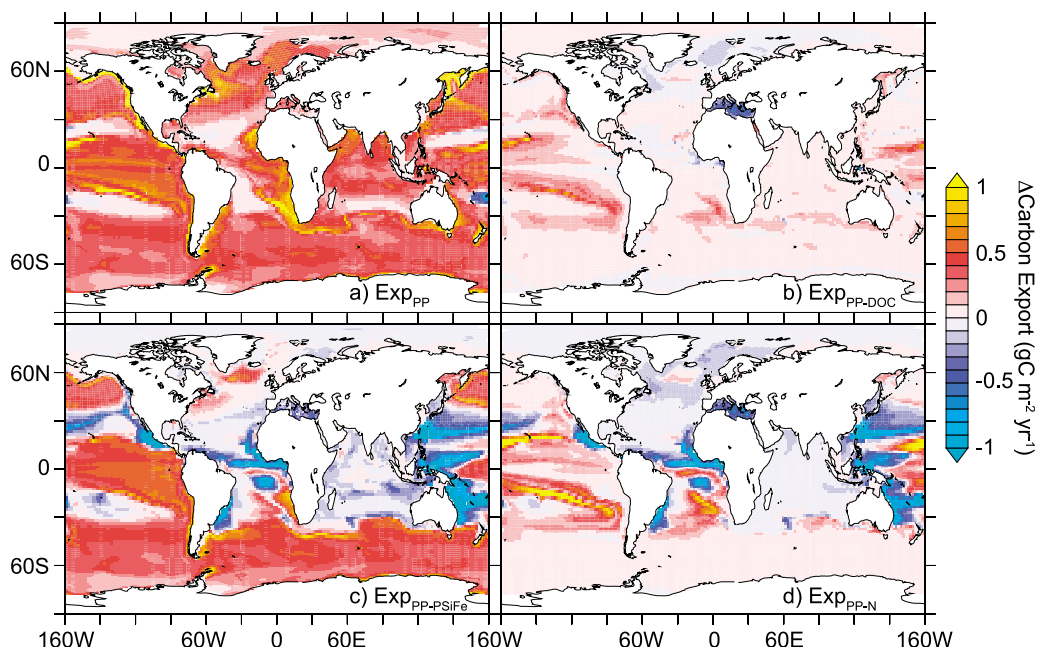 60N
0
60S
a) ExpPP
b) ExpPP-DOC
60N
0
60S
c) ExpPP-PSiFe
d) ExpPP-N
160W 60W 0 60E 160W 60W 0 60E 160W
1
0.5
0
-0.5
-1
ΔCarbon Export (gC m⁻² yr⁻¹)